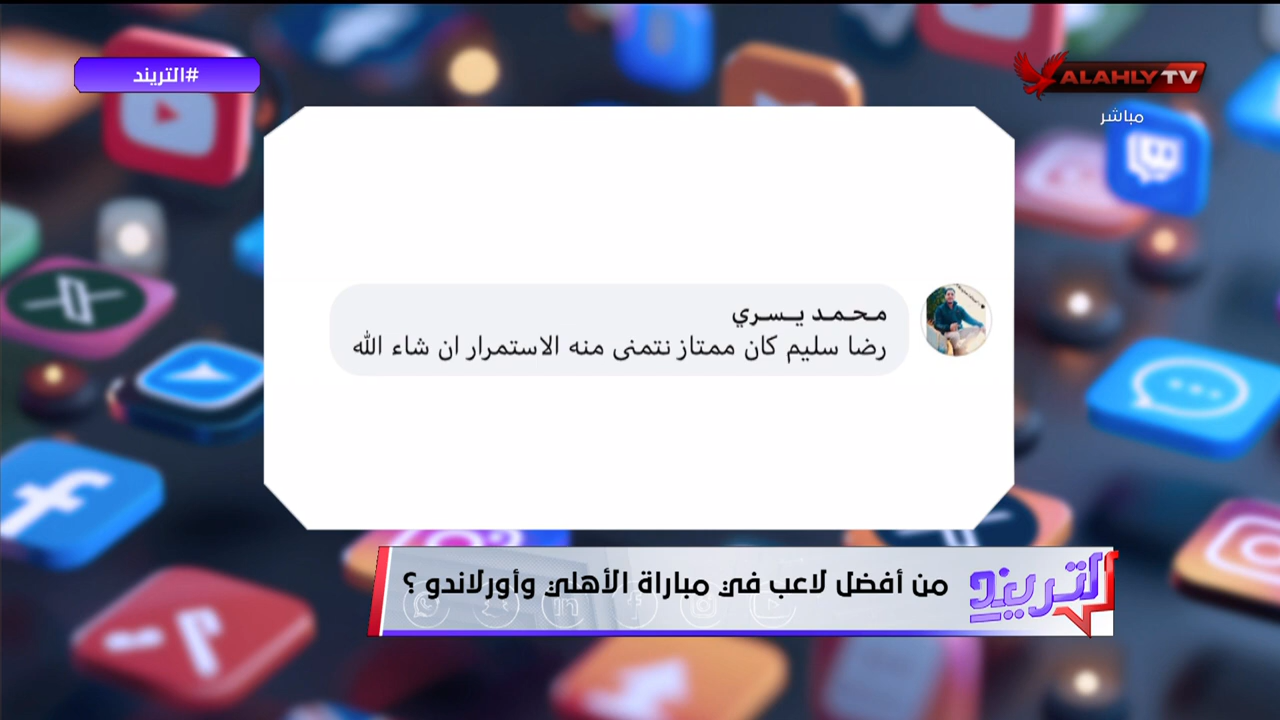 #التريند
ALAHLY TV
مباشر
محمد يسري
رضا سليم كان ممتاز نتمنى منه الاستمرار ان شاء الله
التريند
من أفضل لاعب في مباراة الأهلي وأورلاندو ؟